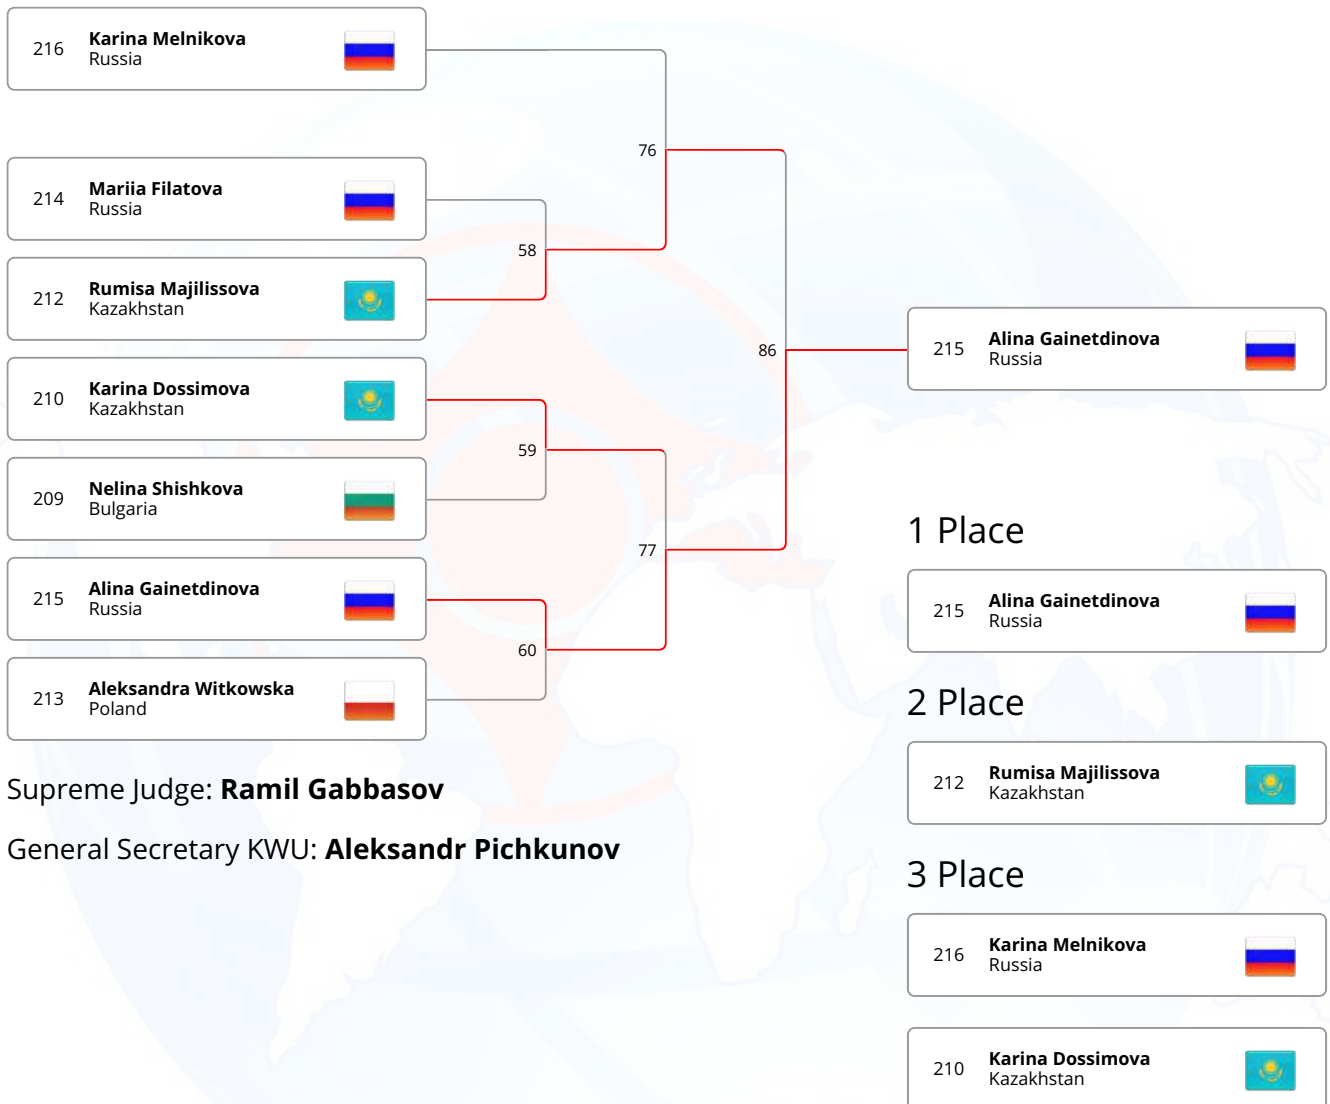 216
Karina Melnikova
Russia
76
214
Mariia Filatova
Russia
58
212
Rumisa Majilissova
Kazakhstan
86
215
Alina Gainetdinova
Russia
210
Karina Dossimova
Kazakhstan
59
209
Nelina Shishkova
Bulgaria
77
215
Alina Gainetdinova
Russia
60
213
Aleksandra Witkowska
Poland
Supreme Judge: Ramil Gabbasov
General Secretary KWU: Aleksandr Pichkunov
1 Place
215
Alina Gainetdinova
Russia
2 Place
212
Rumisa Majilissova
Kazakhstan
3 Place
216
Karina Melnikova
Russia
210
Karina Dossimova
Kazakhstan